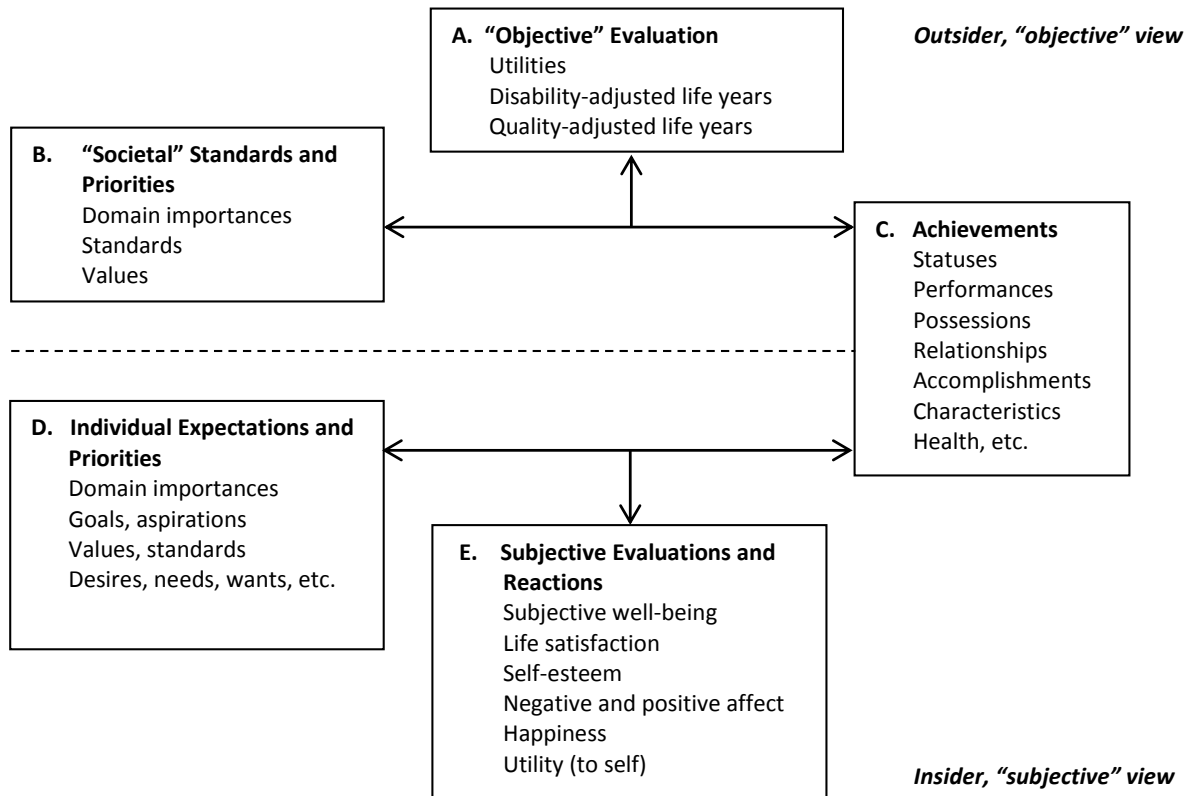 A. “Objective” Evaluation
Utilities
Disability-adjusted life years
Quality-adjusted life years
Outsider, “objective” view
B. “Societal” Standards and
Priorities
Domain importances
Standards
Values
C. Achievements
Statuses
Performances
Possessions
Relationships
Accomplishments
Characteristics
Health, etc.
D. Individual Expectations and
Priorities
Domain importances
Goals, aspirations
Values, standards
Desires, needs, wants, etc.
E. Subjective Evaluations and
Reactions
Subjective well-being
Life satisfaction
Self-esteem
Negative and positive affect
Happiness
Utility (to self)
Insider, “subjective” view